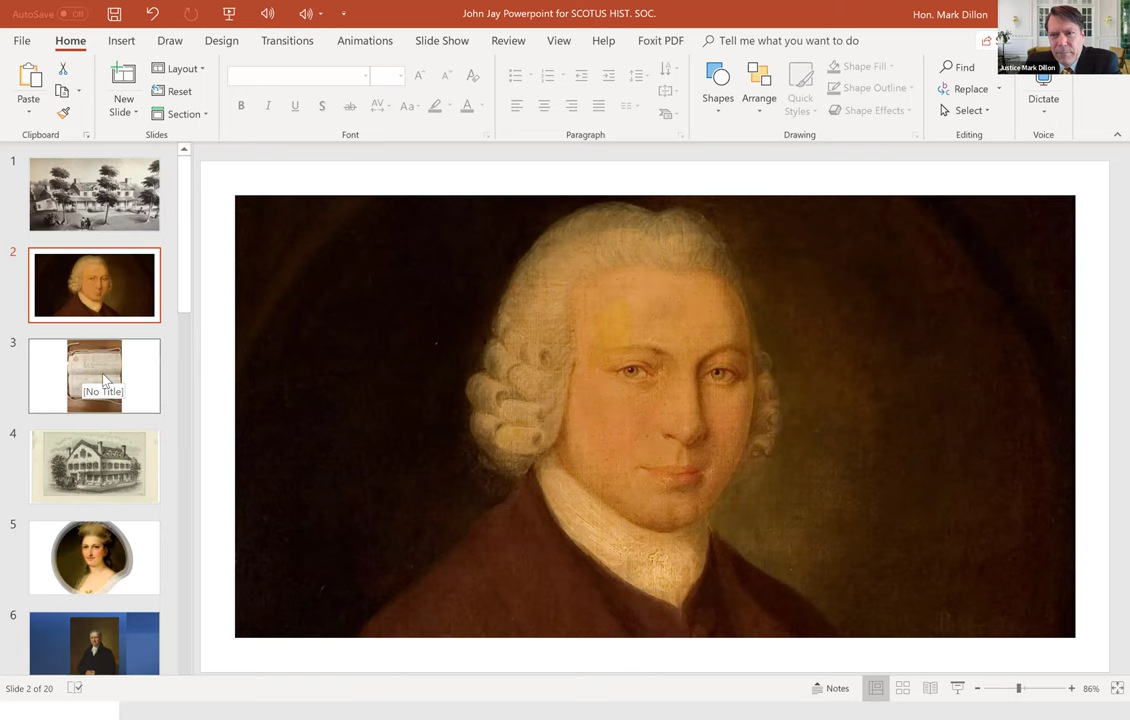 AutoSave Off
John Jay Powerpoint for SCOTUS HIST. SOC.
Hon. Mark Dillon
Justice Mark Dillon
File Home Insert Draw Design Transitions Animations Slide Show Review View Help Foxit PDF Tell me what you want to do
Paste
Clipboard
New Slide
Layout
Reset
Section
Slides
Font
Paragraph
Shapes
Arrange
Quick Styles
Shape Fill
Shape Outline
Shape Effects
Drawing
Find
Replace
Select
Editing
Dictate
Voice
1
2
3
[No Title]
4
5
6
Slide 2 of 20
Notes
86%